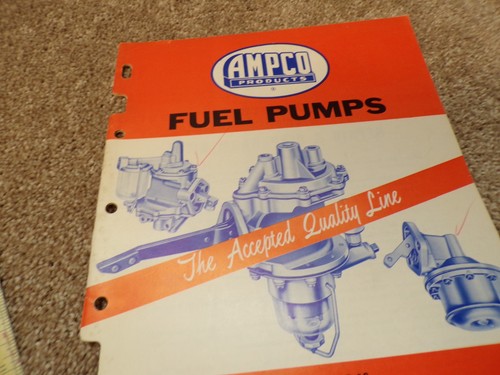 AMPCO
PRODUCTS
®
FUEL PUMPS
The Accepted Quality Line